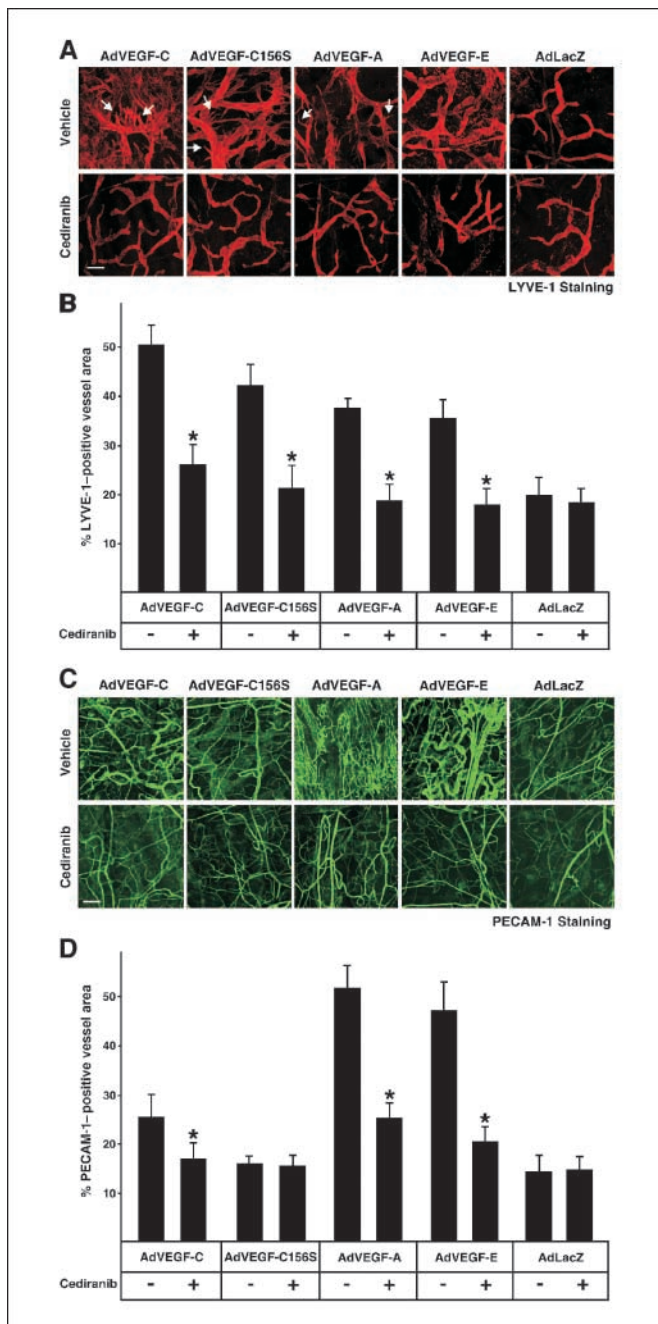 A
AdVEGF-C AdVEGF-C156S AdVEGF-A AdVEGF-E AdLacZ
Vehicle
Cediranib
LYVE-1 Staining
B
% LYVE-1–positive vessel area
50
40
30
20
10
* * * *
AdVEGF-C AdVEGF-C156S AdVEGF-A AdVEGF-E AdLacZ
Cediranib - + - + - + - + - +
C
AdVEGF-C AdVEGF-C156S AdVEGF-A AdVEGF-E AdLacZ
Vehicle
Cediranib
PECAM-1 Staining
D
% PECAM-1–positive vessel area
50
40
30
20
10
* * *
AdVEGF-C AdVEGF-C156S AdVEGF-A AdVEGF-E AdLacZ
Cediranib - + - + - + - + - +